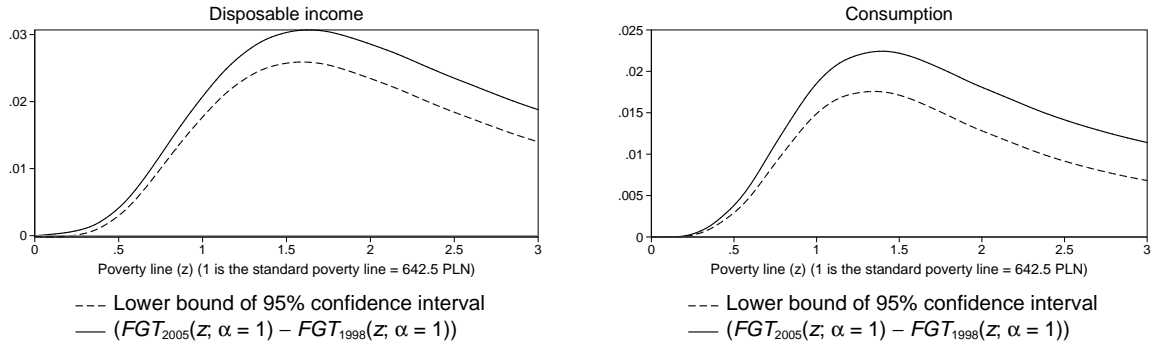 Disposable income
.03
.02
.01
0
0 .5 1 1.5 2 2.5 3
Poverty line (z) (1 is the standard poverty line = 642.5 PLN)
Lower bound of 95% confidence interval
(FGT2005(z; α = 1) − FGT1998(z; α = 1))
Consumption
.025
.02
.015
.01
.005
0
0 .5 1 1.5 2 2.5 3
Poverty line (z) (1 is the standard poverty line = 642.5 PLN)
Lower bound of 95% confidence interval
(FGT2005(z; α = 1) − FGT1998(z; α = 1))